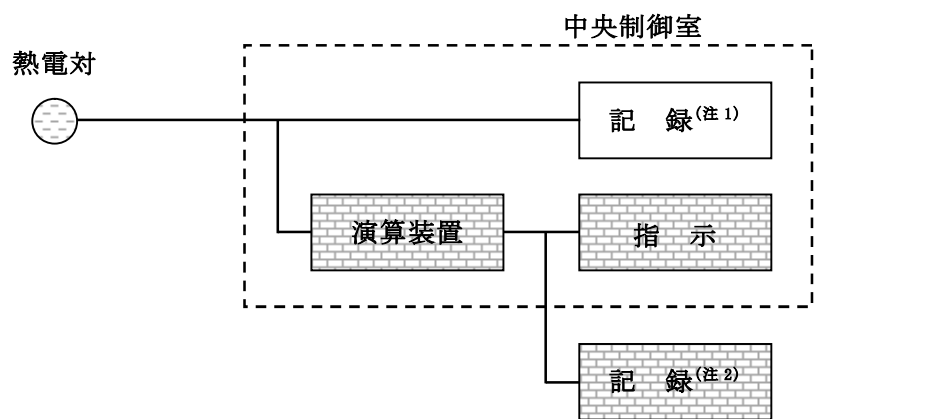 中央制御室
熱電対
記　録(注1)
演算装置
指　示
記　録(注2)